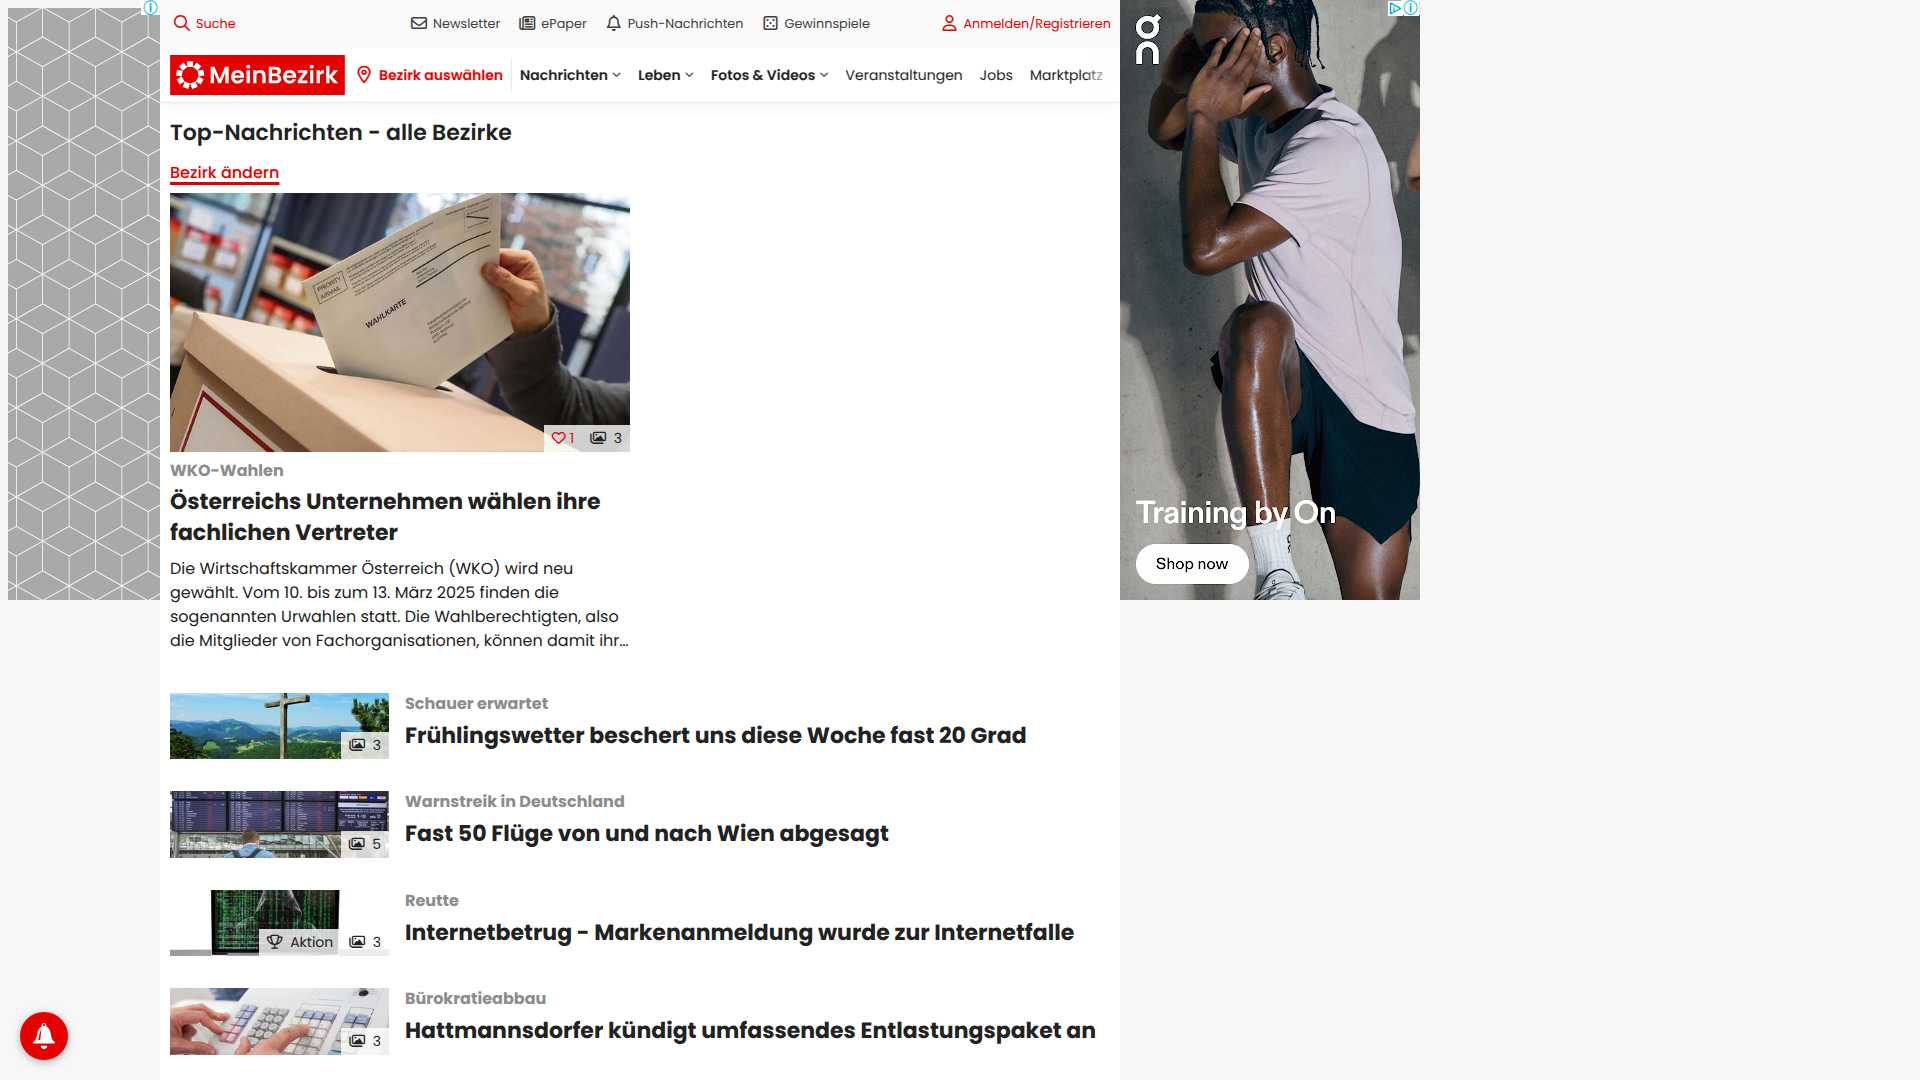 Suche
Newsletter
ePaper
Push-Nachrichten
Gewinnspiele
Anmelden/Registrieren
MeinBezirk
Bezirk auswählen
Nachrichten
Leben
Fotos & Videos
Veranstaltungen
Jobs
Marktplatz
Top-Nachrichten - alle Bezirke
Bezirk ändern
PRIORITY
AIRMAIL
WAHLKARTE
1
3
WKO-Wahlen
Österreichs Unternehmen wählen ihre
fachlichen Vertreter
Die Wirtschaftskammer Österreich (WKO) wird neu
gewählt. Vom 10. bis zum 13. März 2025 finden die
sogenannten Urwahlen statt. Die Wahlberechtigten, also
die Mitglieder von Fachorganisationen, können damit ihr...
3
Schauer erwartet
Frühlingswetter beschert uns diese Woche fast 20 Grad
5
Warnstreik in Deutschland
Fast 50 Flüge von und nach Wien abgesagt
Aktion
3
Reutte
Internetbetrug - Markenanmeldung wurde zur Internetfalle
3
Bürokratieabbau
Hattmannsdorfer kündigt umfassendes Entlastungspaket an
On
Training by On
Shop now